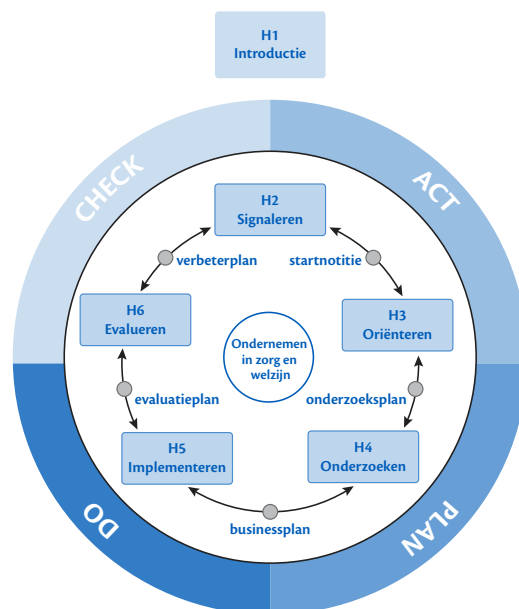 H1
Introductie
CHECK
ACT
H2
Signaleren
verbeterplan
startnotitie
H6
Evalueren
H3
Oriënteren
Ondernemen
in zorg en
welzijn
evaluatieplan
onderzoeksplan
H5
Implementeren
H4
Onderzoeken
businessplan
DO
PLAN